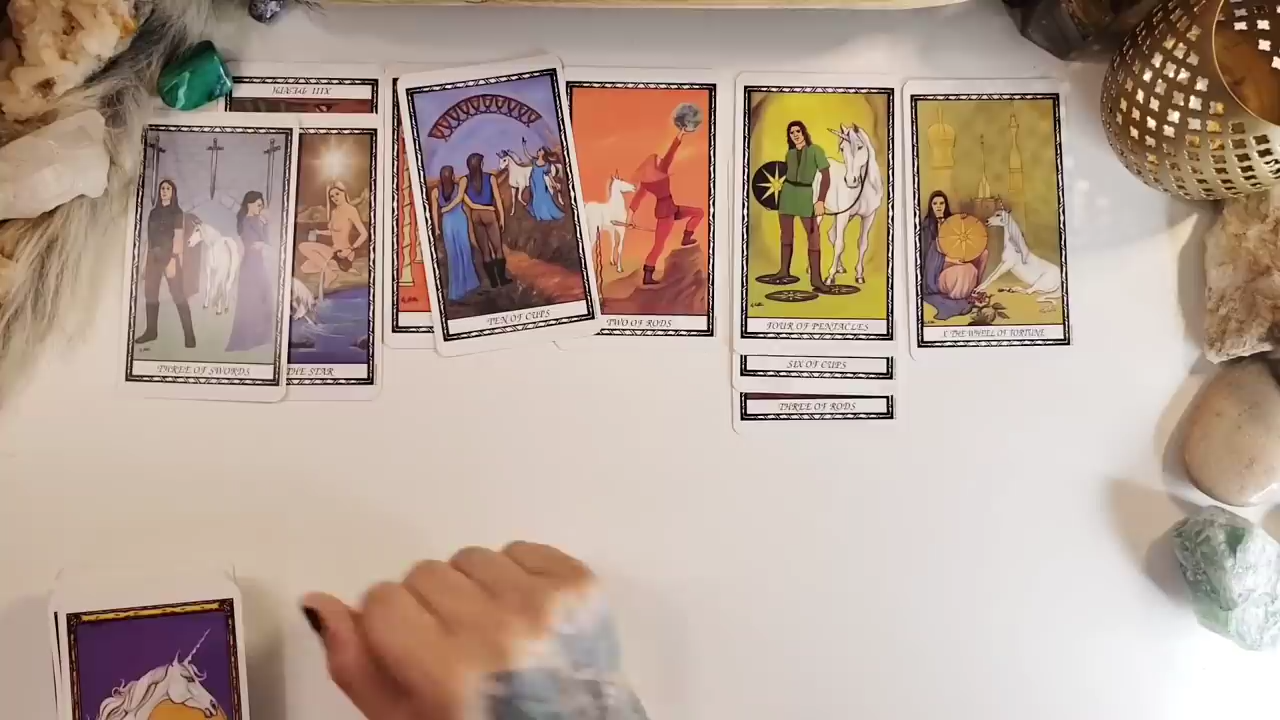 THREE OF SWORDS
THE STAR
TEN OF CUPS
TWO OF RODS
FOUR OF PENTACLES
SIX OF CUPS
THREE OF RODS
X THE WHEEL OF FORTUNE